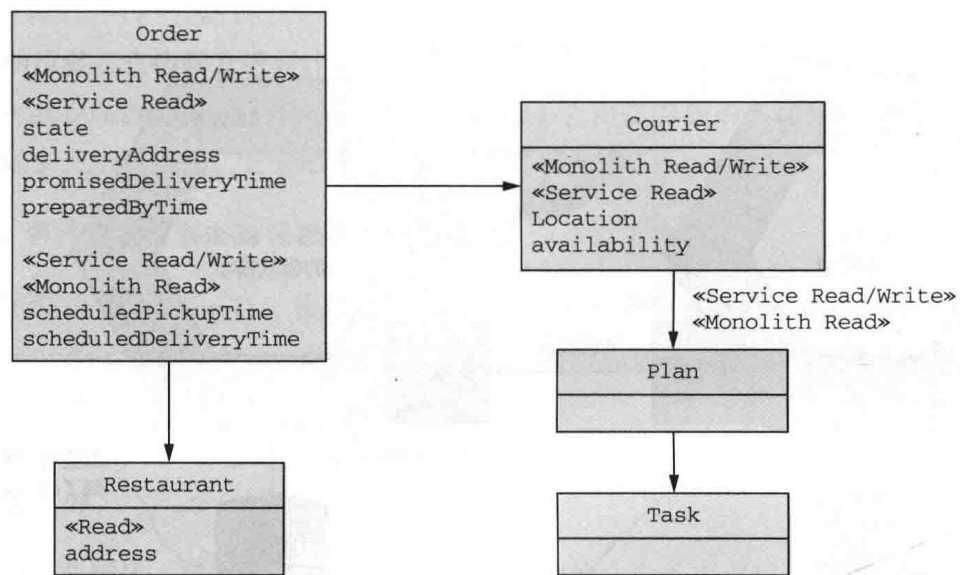 Order
«Monolith Read/Write»
«Service Read»
state
deliveryAddress
promisedDeliveryTime
preparedByTime
«Service Read/Write»
«Monolith Read»
scheduledPickupTime
scheduledDeliveryTime
Courier
«Monolith Read/Write»
«Service Read»
Location
availability
«Service Read/Write»
«Monolith Read»
Plan
Restaurant
«Read»
address
Task